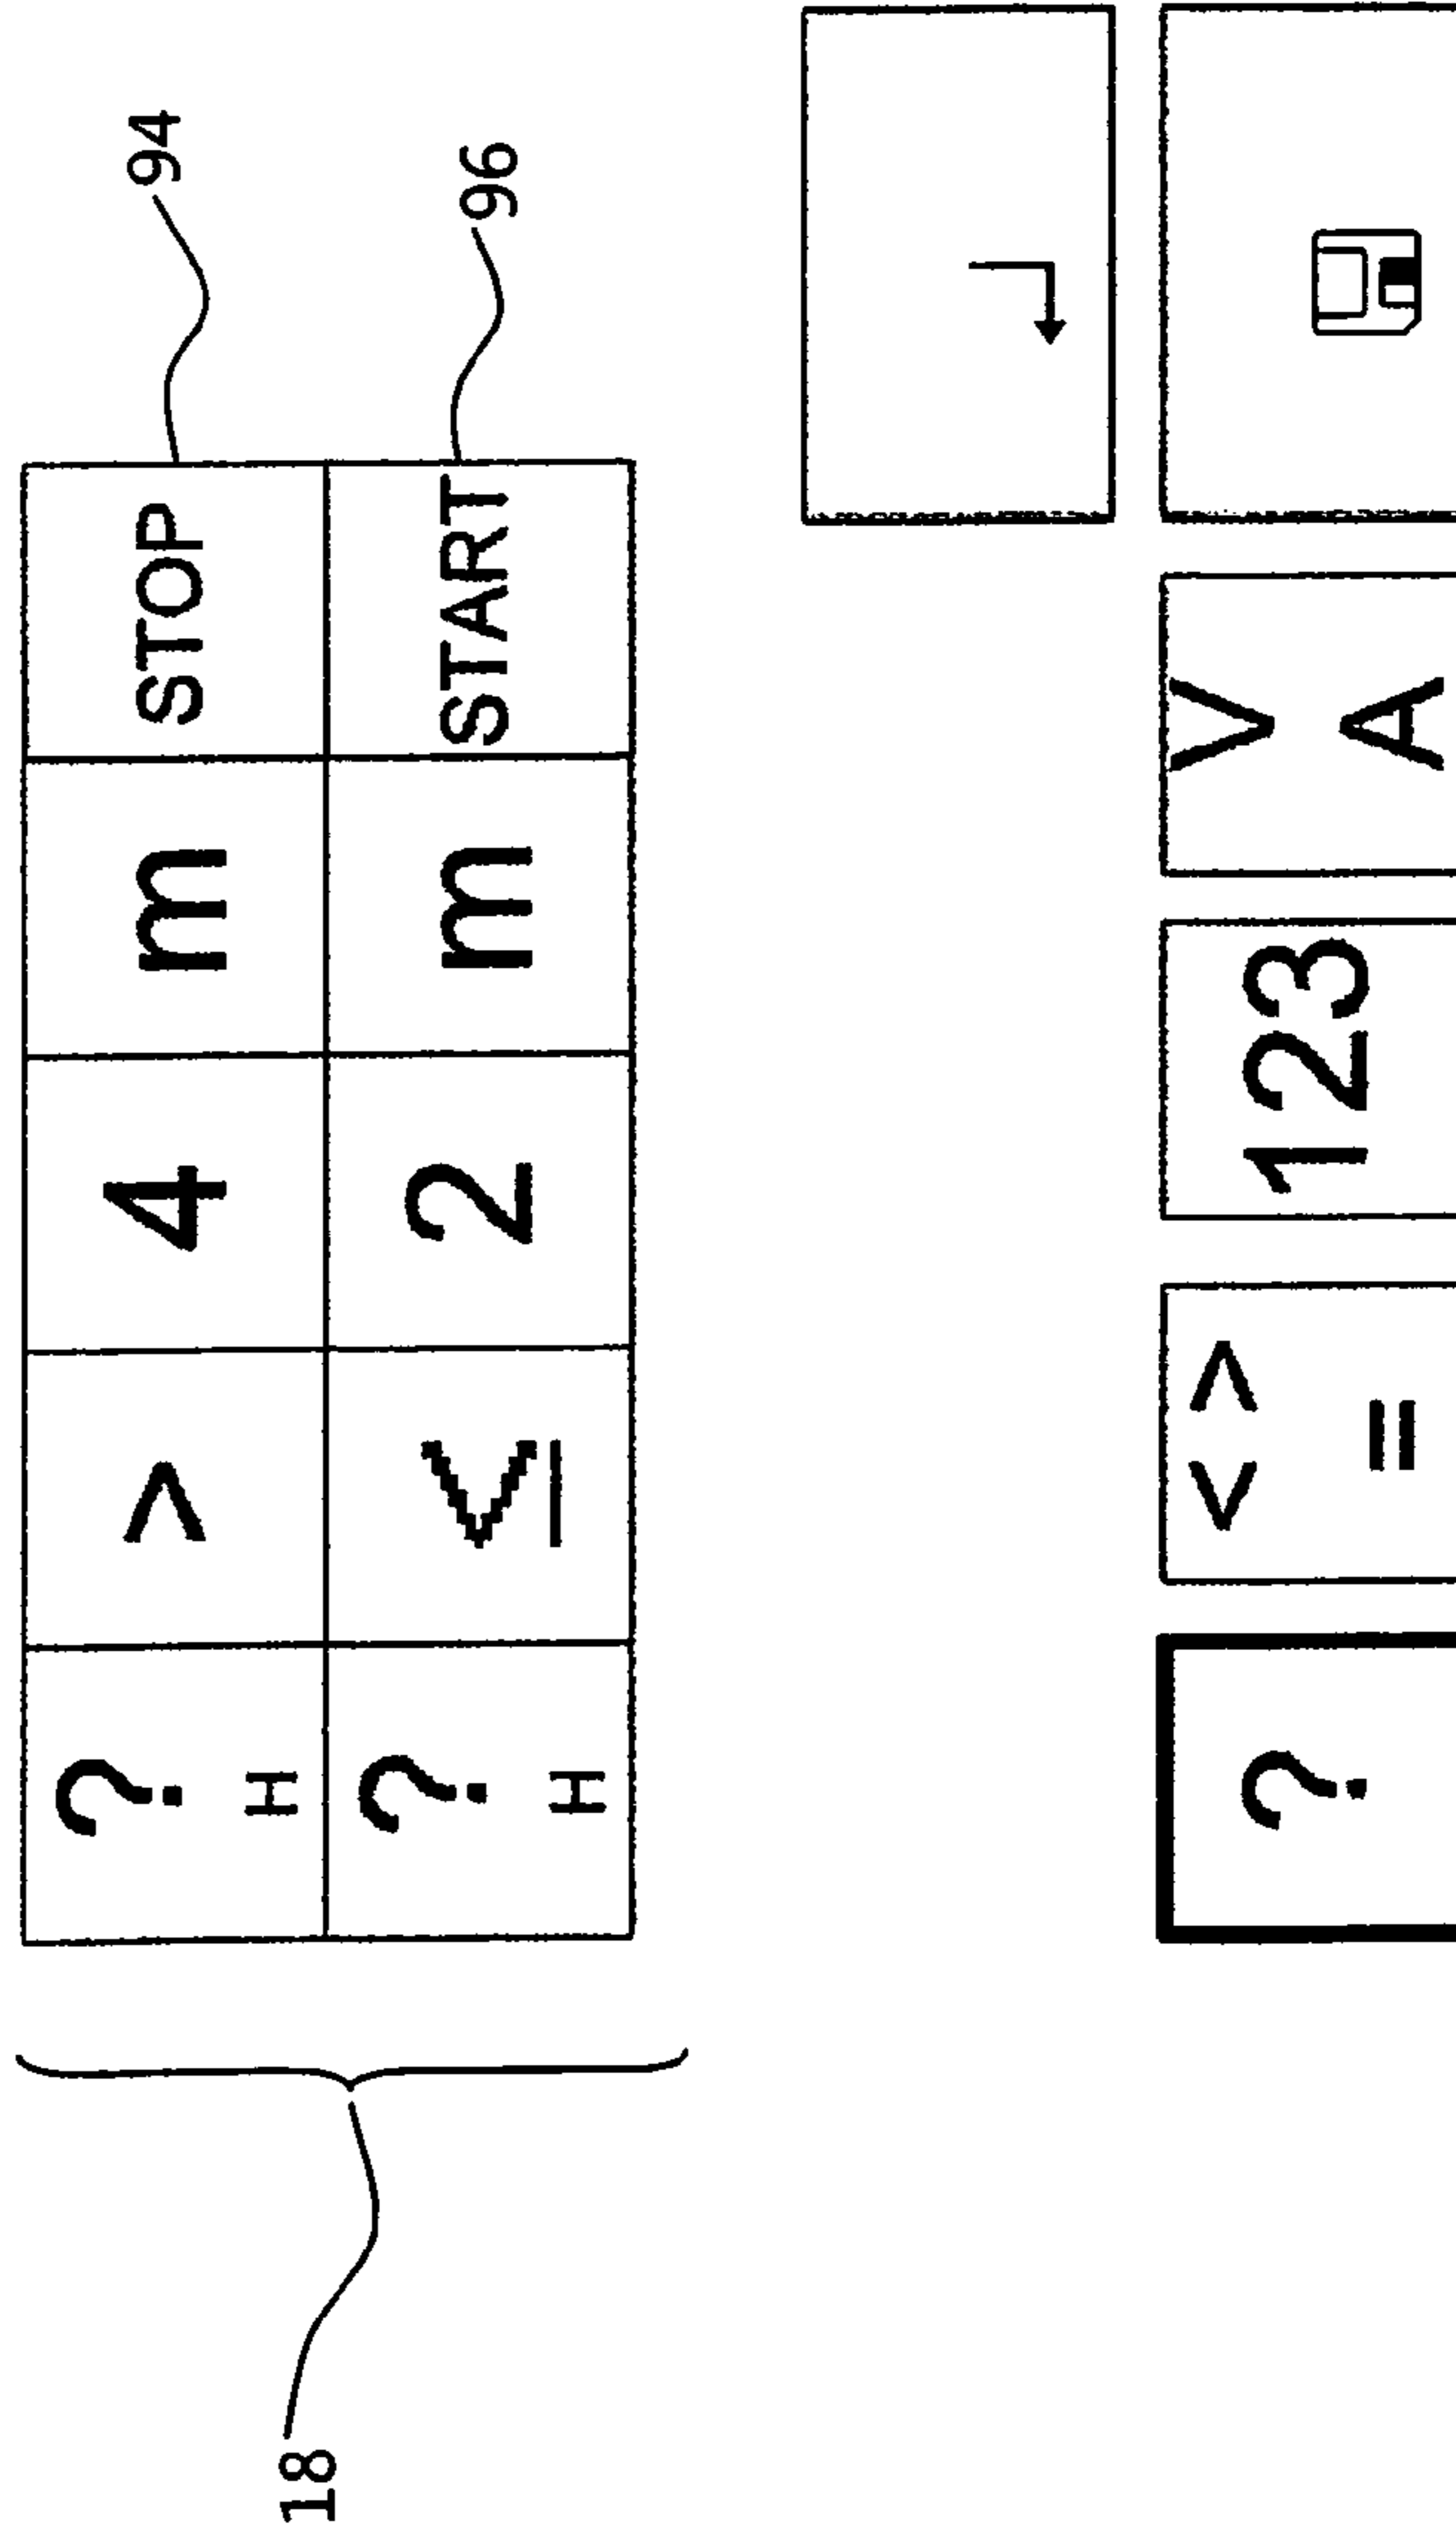 94
? > 4 m STOP
H
96
? ≤ 2 m START
H
18
? < > 123 V
= A